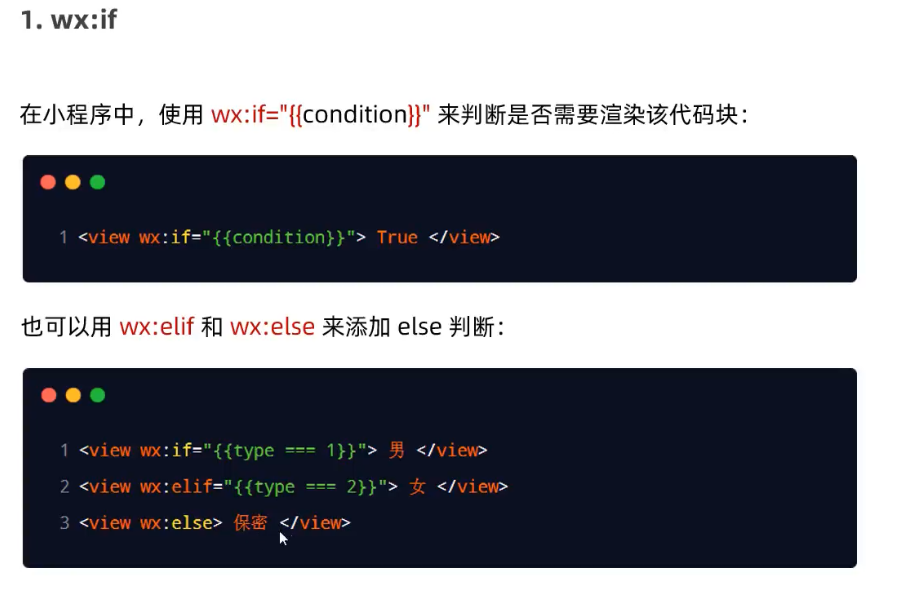 1. wx:if
在小程序中，使用 wx:if="{{condition}}" 来判断是否需要渲染该代码块：
1 <view wx:if="{{condition}}"> True </view>
也可以用 wx:elif 和 wx:else 来添加 else 判断：
1 <view wx:if="{{type === 1}}"> 男 </view>
2 <view wx:elif="{{type === 2}}"> 女 </view>
3 <view wx:else> 保密 </view>